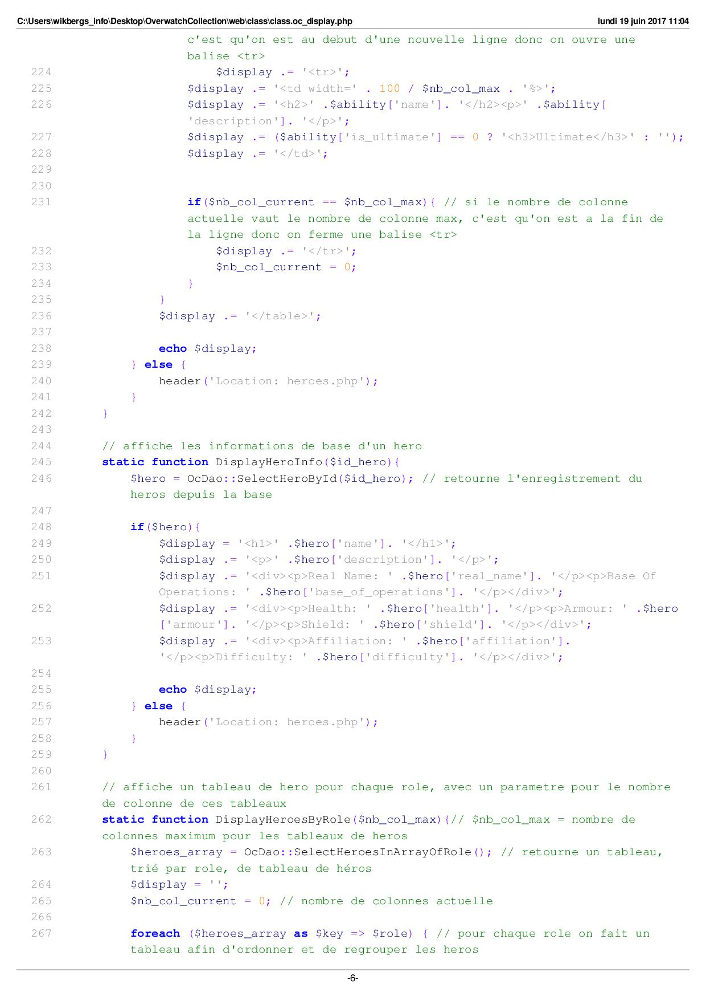 C:\Users\wikbergs_info\Desktop\OverwatchCollection\web\class\class.oc_display.php lundi 19 juin 2017 11:04
c'est qu'on est au debut d'une nouvelle ligne donc on ouvre une
balise <tr>
224 $display .= '<tr>';
225 $display .= '<td width=' . 100 / $nb_col_max . '%>';
226 $display .= '<h2>' .$ability['name']. '</h2><p>' .$ability[
'description']. '</p>';
227 $display .= ($ability['is_ultimate'] == 0 ? '<h3>Ultimate</h3>' : '');
228 $display .= '</td>';
229
230
231 if($nb_col_current == $nb_col_max){ // si le nombre de colonne
actuelle vaut le nombre de colonne max, c'est qu'on est a la fin de
la ligne donc on ferme une balise <tr>
232 $display .= '</tr>';
233 $nb_col_current = 0;
234 }
235 }
236 $display .= '</table>';
237
238 echo $display;
239 } else {
240 header('Location: heroes.php');
241 }
242 }
243
244 // affiche les informations de base d'un hero
245 static function DisplayHeroInfo($id_hero){
246 $hero = OcDao::SelectHeroById($id_hero); // retourne l'enregistrement du
heros depuis la base
247
248 if($hero){
249 $display = '<h1>' .$hero['name']. '</h1>';
250 $display .= '<p>' .$hero['description']. '</p>';
251 $display .= '<div><p>Real Name: ' .$hero['real_name']. '</p><p>Base Of
Operations: ' .$hero['base_of_operations']. '</p></div>';
252 $display .= '<div><p>Health: ' .$hero['health']. '</p><p>Armour: ' .$hero
['armour']. '</p><p>Shield: ' .$hero['shield']. '</p></div>';
253 $display .= '<div><p>Affiliation: ' .$hero['affiliation'].
'</p><p>Difficulty: ' .$hero['difficulty']. '</p></div>';
254
255 echo $display;
256 } else {
257 header('Location: heroes.php');
258 }
259 }
260
261 // affiche un tableau de hero pour chaque role, avec un parametre pour le nombre
de colonne de ces tableaux
262 static function DisplayHeroesByRole($nb_col_max){// $nb_col_max = nombre de
colonnes maximum pour les tableaux de heros
263 $heroes_array = OcDao::SelectHeroesInArrayOfRole(); // retourne un tableau,
trié par role, de tableau de héros
264 $display = '';
265 $nb_col_current = 0; // nombre de colonnes actuelle
266
267 foreach ($heroes_array as $key => $role) { // pour chaque role on fait un
tableau afin d'ordonner et de regrouper les heros
-6-